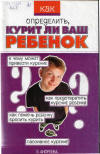 КАК
ОПРЕДЕЛИТЬ,
КУРИТ ЛИ ВАШ
РЕБЕНОК
к чему может
привести курение
как предотвратить
курение ребенка
как помочь ребенку
бросить курить
пассивное курение